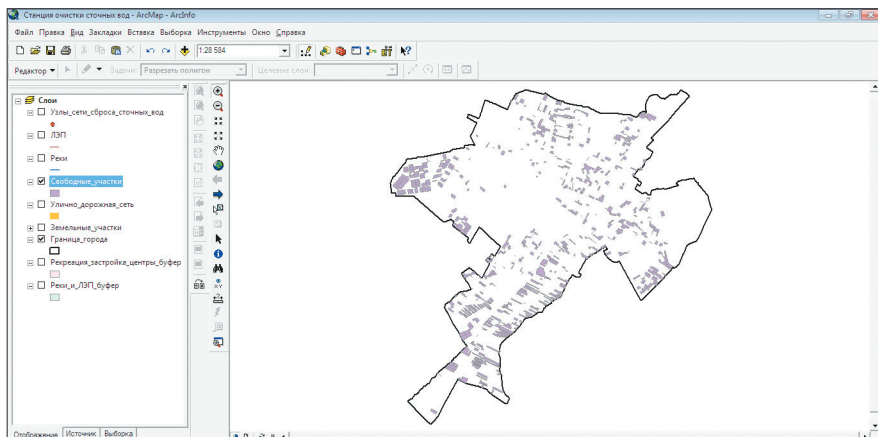 Станция очистки сточных вод - ArcMap - ArcInfo
Файл Правка Вид Закладки Вставка Выборка Инструменты Окно Справка
1:28 584
Редактор Задачи: Разрезать полигон Целевые слои:
Слои
Узлы_сети_сброса_сточных_вод
ЛЭП
Реки
Свободные_участки
Улично_дорожная_сеть
Земельные_участки
Граница_города
Рекреация_застройка_центры_буфер
Реки_и_ЛЭП_буфер
XY
Отображение Источник Выборка